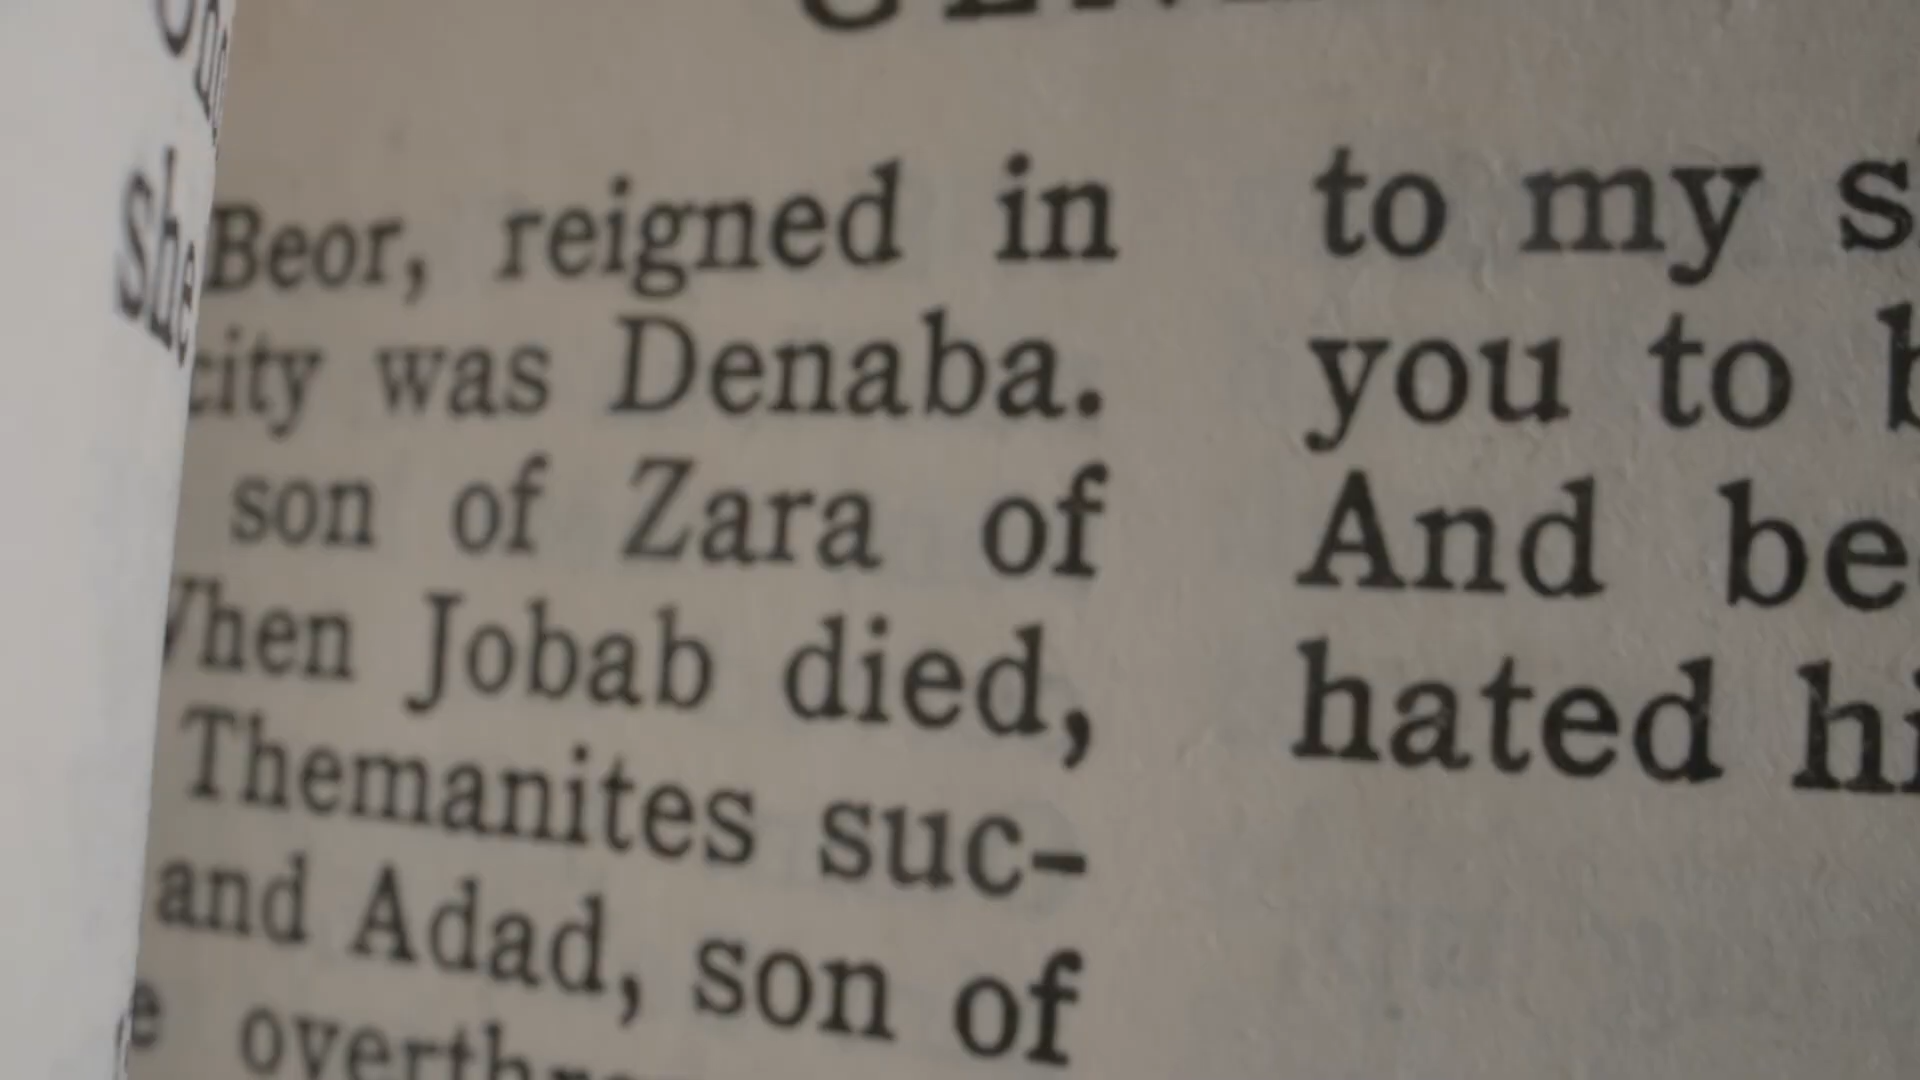 She
Beor, reigned in
city was Denaba.
son of Zara of
When Jobab died,
Themanites suc-
and Adad, son of
to my
you to
And
hated